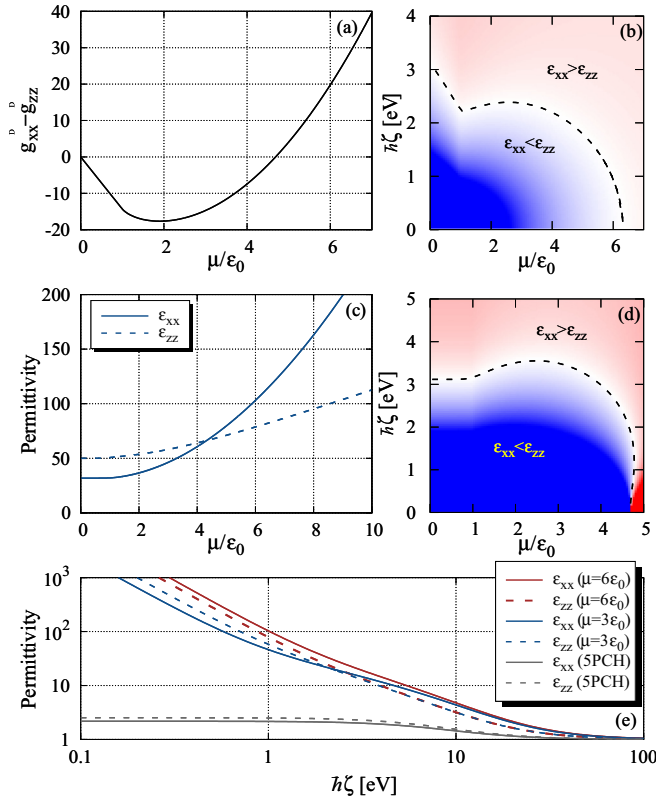 40
30
20
10
0
-10
-20
0 2 4 6
g^D_xx-g^D_zz
μ/ε₀
(a)
5
4
3
2
1
0
0 2 4 6
ℏζ [eV]
μ/ε₀
(b)
ε_xx>ε_zz
ε_xx<ε_zz
200
150
100
50
0
0 2 4 6 8 10
Permittivity
μ/ε₀
(c)
ε_xx
ε_zz
5
4
3
2
1
0
0 1 2 3 4 5
ℏζ [eV]
μ/ε₀
(d)
ε_xx>ε_zz
ε_xx<ε_zz
10³
10²
10
1
0.1 1 10 100
Permittivity
ℏζ [eV]
(e)
ε_xx (μ=6ε₀)
ε_zz (μ=6ε₀)
ε_xx (μ=3ε₀)
ε_zz (μ=3ε₀)
ε_xx (5PCH)
ε_zz (5PCH)